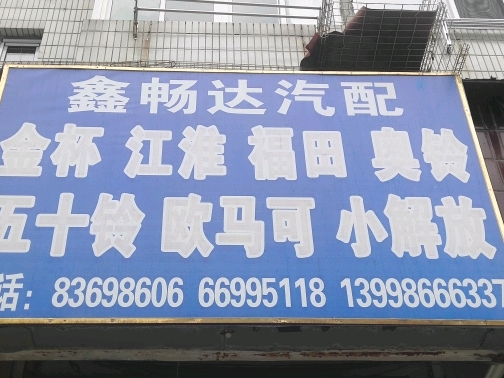 鑫畅达汽配
金杯 江淮 福田 奥铃
五十铃 欧马可 小解放
话：83698606 66995118 13998666337